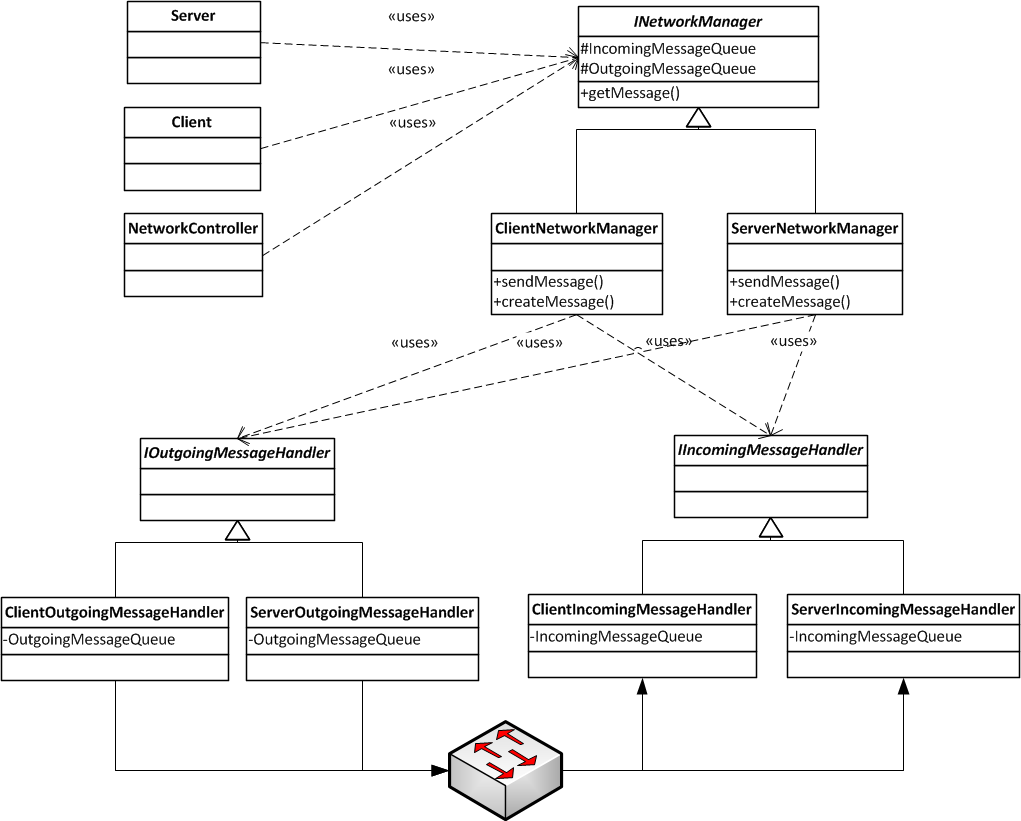 Server
«uses»
INetworkManager
#IncomingMessageQueue
#OutgoingMessageQueue
+getMessage()
«uses»
Client
«uses»
NetworkController
ClientNetworkManager
+sendMessage()
+createMessage()
ServerNetworkManager
+sendMessage()
+createMessage()
«uses»
«uses»
«uses»
«uses»
IOutgoingMessageHandler
IIncomingMessageHandler
ClientOutgoingMessageHandler
-OutgoingMessageQueue
ServerOutgoingMessageHandler
-OutgoingMessageQueue
ClientIncomingMessageHandler
-IncomingMessageQueue
ServerIncomingMessageHandler
-IncomingMessageQueue